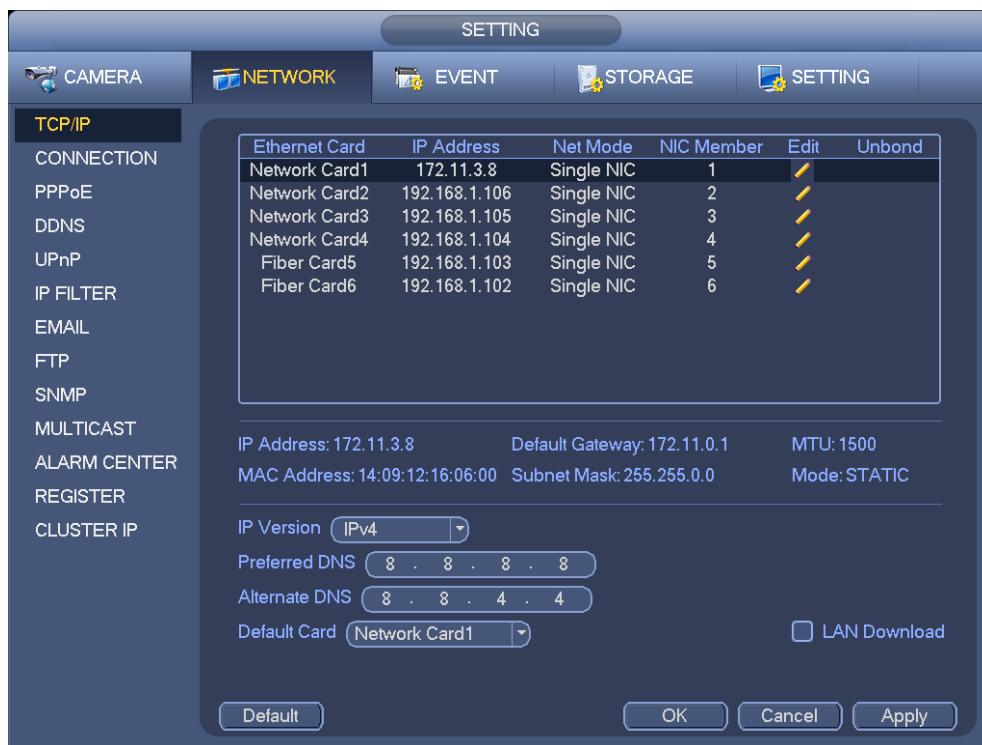 SETTING
CAMERA NETWORK EVENT STORAGE SETTING
TCP/IP
CONNECTION
PPPoE
DDNS
UPnP
IP FILTER
EMAIL
FTP
SNMP
MULTICAST
ALARM CENTER
REGISTER
CLUSTER IP
Ethernet Card IP Address Net Mode NIC Member Edit Unbond
Network Card1 172.11.3.8 Single NIC 1
Network Card2 192.168.1.106 Single NIC 2
Network Card3 192.168.1.105 Single NIC 3
Network Card4 192.168.1.104 Single NIC 4
Fiber Card5 192.168.1.103 Single NIC 5
Fiber Card6 192.168.1.102 Single NIC 6
IP Address: 172.11.3.8 Default Gateway: 172.11.0.1 MTU: 1500
MAC Address: 14:09:12:16:06:00 Subnet Mask: 255.255.0.0 Mode: STATIC
IP Version IPv4
Preferred DNS 8 . 8 . 8 . 8
Alternate DNS 8 . 8 . 4 . 4
Default Card Network Card1 LAN Download
Default OK Cancel Apply